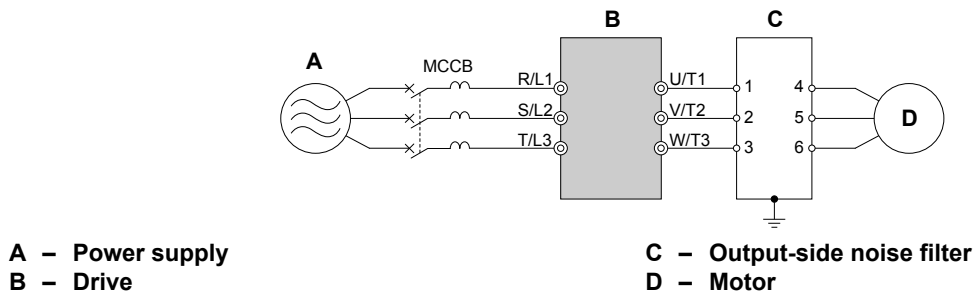 B
C
A
MCCB
R/L1
U/T1
1
4
S/L2
V/T2
2
5
D
T/L3
W/T3
3
6
A – Power supply
C – Output-side noise filter
B – Drive
D – Motor